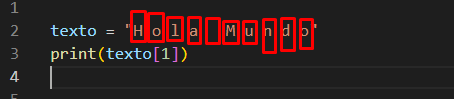 1
2 texto = "Hola Mundo"
3 print(texto[1])
4